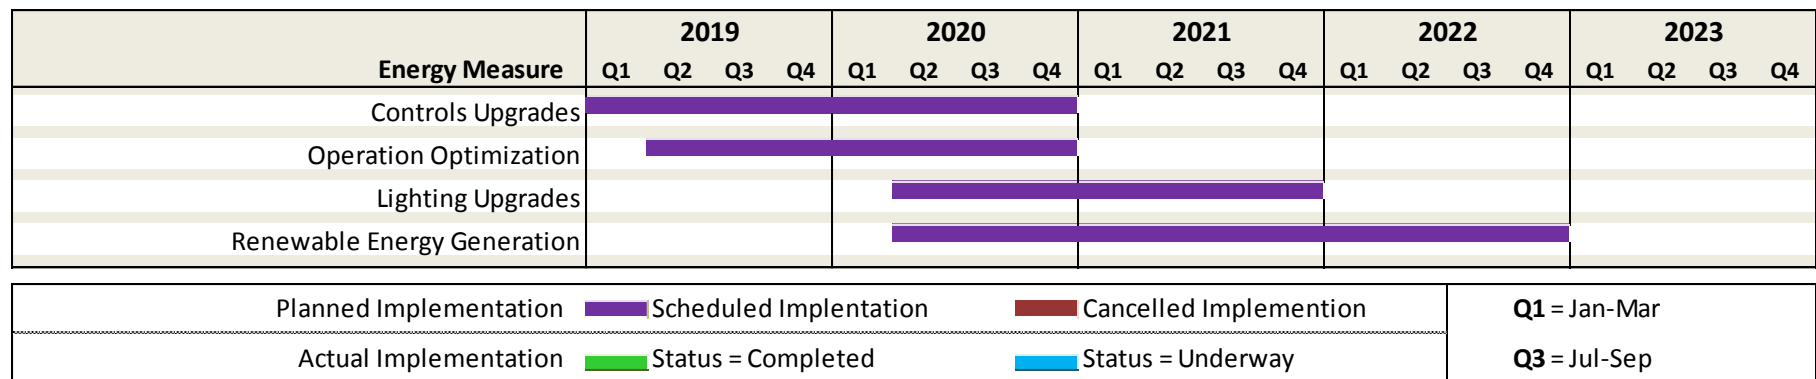 2019 2020 2021 2022 2023
Energy Measure Q1 Q2 Q3 Q4 Q1 Q2 Q3 Q4 Q1 Q2 Q3 Q4 Q1 Q2 Q3 Q4 Q1 Q2 Q3 Q4
Controls Upgrades
Operation Optimization
Lighting Upgrades
Renewable Energy Generation
Planned Implementation Scheduled Implentation Cancelled Implemention Q1 = Jan-Mar
Actual Implementation Status = Completed Status = Underway Q3 = Jul-Sep